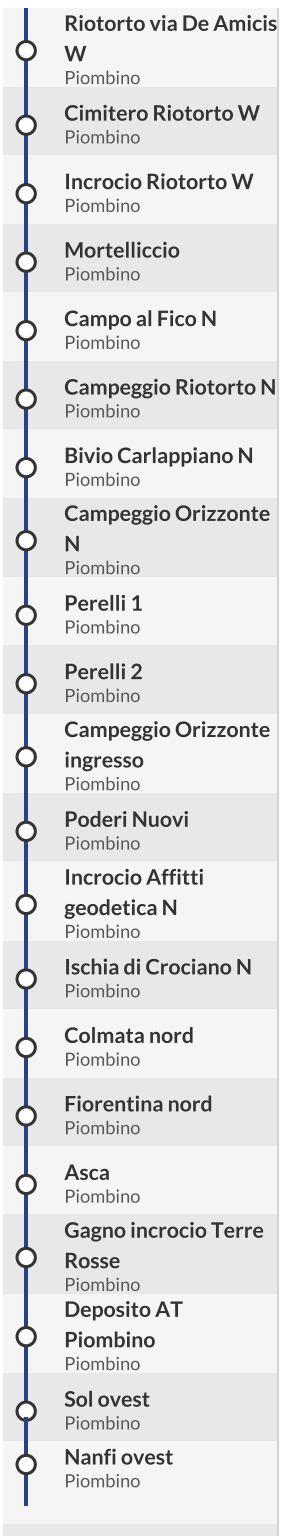 Riotorto via De Amicis
W
Piombino
Cimitero Riotorto W
Piombino
Incrocio Riotorto W
Piombino
Mortelliccio
Piombino
Campo al Fico N
Piombino
Campeggio Riotorto N
Piombino
Bivio Carlappiano N
Piombino
Campeggio Orizzonte
N
Piombino
Perelli 1
Piombino
Perelli 2
Piombino
Campeggio Orizzonte
ingresso
Piombino
Poderi Nuovi
Piombino
Incrocio Affitti
geodetica N
Piombino
Ischia di Crociano N
Piombino
Colmata nord
Piombino
Fiorentina nord
Piombino
Asca
Piombino
Gagno incrocio Terre
Rosse
Piombino
Deposito AT
Piombino
Piombino
Sol ovest
Piombino
Nanfi ovest
Piombino